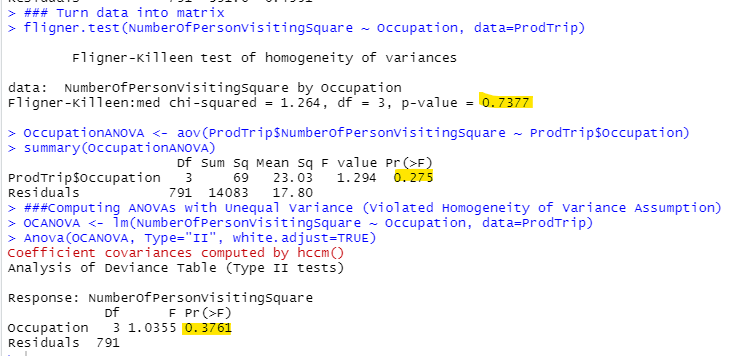 > ### Turn data into matrix
> fligner.test(NumberOfPersonVisitingSquare ~ Occupation, data=ProdTrip)
Fligner-Killeen test of homogeneity of variances
data:  NumberOfPersonVisitingSquare by Occupation
Fligner-Killeen:med chi-squared = 1.264, df = 3, p-value = 0.7377
> OccupationANOVA <- aov(ProdTrip$NumberOfPersonVisitingSquare ~ ProdTrip$Occupation)
> summary(OccupationANOVA)
Df Sum Sq Mean Sq F value Pr(>F)
ProdTrip$Occupation   3     69   23.03   1.294  0.275
Residuals           791  14083   17.80
> ###Computing ANOVAs with Unequal Variance (Violated Homogeneity of Variance Assumption)
> OCANOVA <- lm(NumberOfPersonVisitingSquare ~ Occupation, data=ProdTrip)
> Anova(OCANOVA, Type="II", white.adjust=TRUE)
Coefficient covariances computed by hccm()
Analysis of Deviance Table (Type II tests)
Response: NumberOfPersonVisitingSquare
Df      F Pr(>F)
Occupation   3 1.0355 0.3761
Residuals  791
>